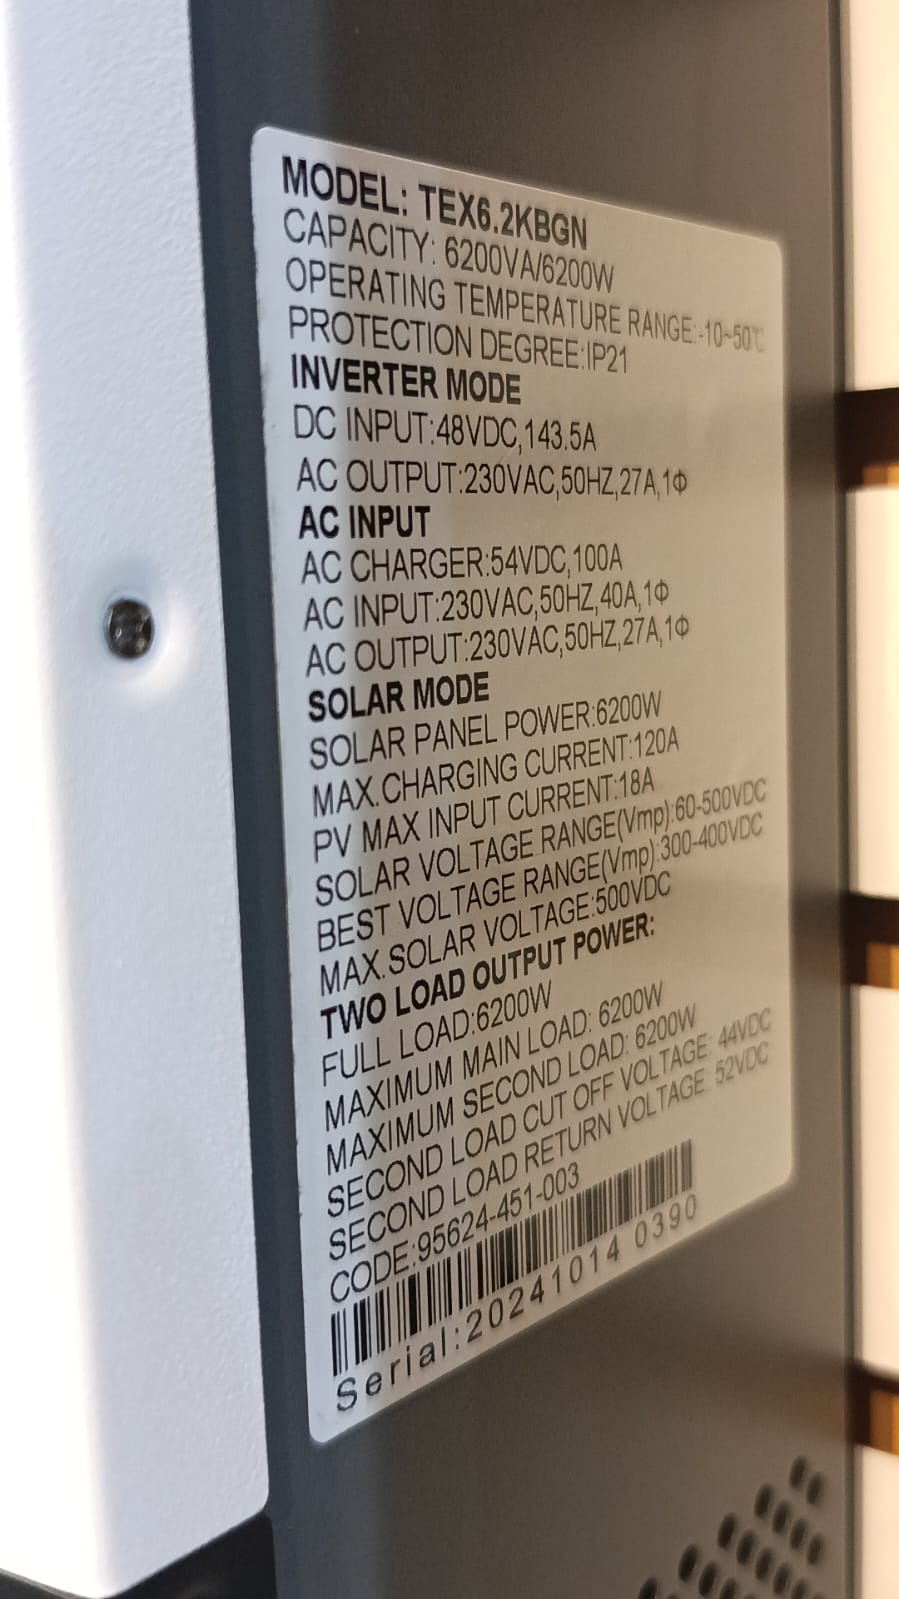 MODEL: TEX6.2KBGN
CAPACITY: 6200VA/6200W
OPERATING TEMPERATURE RANGE:-10~50℃
PROTECTION DEGREE:IP21
INVERTER MODE
DC INPUT:48VDC,143.5A
AC OUTPUT:230VAC,50HZ,27A,1Φ
AC INPUT
AC CHARGER:54VDC,100A
AC INPUT:230VAC,50HZ,40A,1Φ
AC OUTPUT:230VAC,50HZ,27A,1Φ
SOLAR MODE
SOLAR PANEL POWER:6200W
MAX.CHARGING CURRENT:120A
PV MAX INPUT CURRENT:18A
SOLAR VOLTAGE RANGE(Vmp):60-500VDC
BEST VOLTAGE RANGE(Vmp):300-400VDC
MAX.SOLAR VOLTAGE:500VDC
TWO LOAD OUTPUT POWER:
FULL LOAD:6200W
MAXIMUM MAIN LOAD: 6200W
MAXIMUM SECOND LOAD: 6200W
SECOND LOAD CUT OFF VOLTAGE: 44VDC
SECOND LOAD RETURN VOLTAGE: 52VDC
CODE:95624-451-003
Serial:20241014 0390